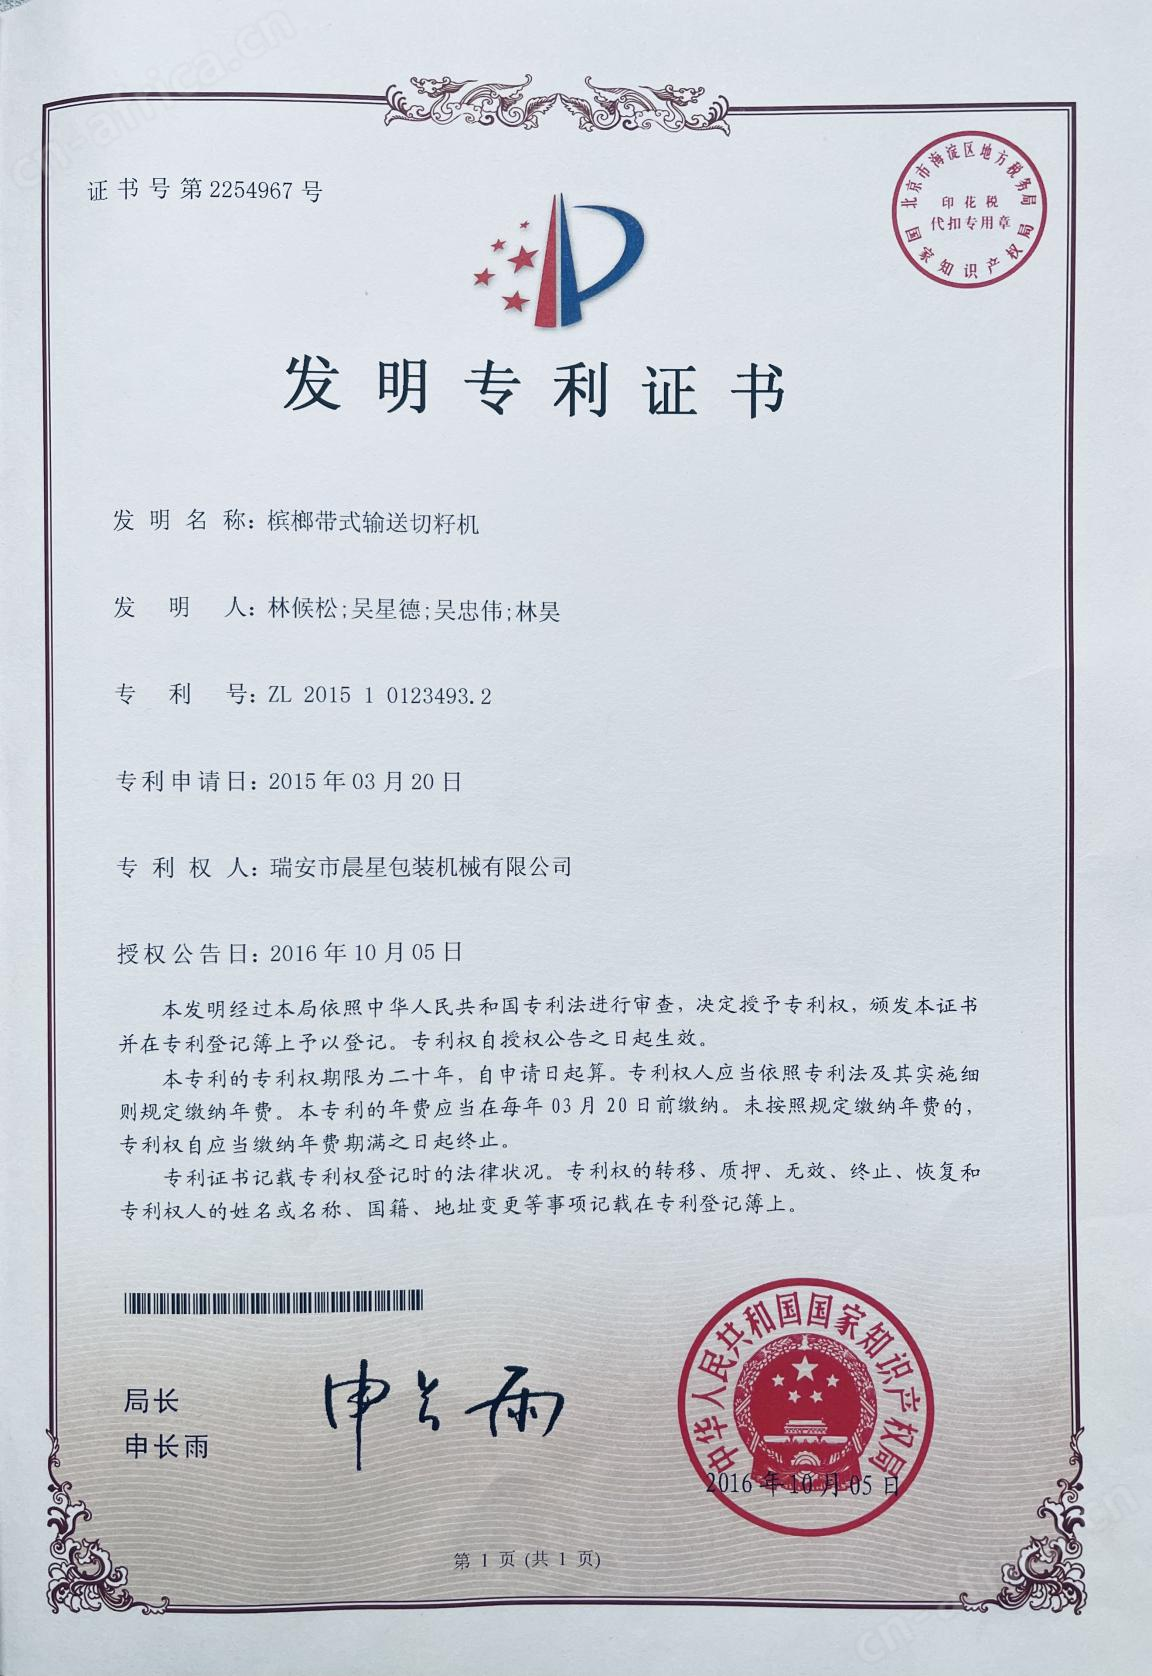 证书号第2254967号
北京市海淀区地方税务局
印花税
代扣专用章
国家知识产权局
发明专利证书
发明名称：槟榔带式输送切籽机
发明人：林候松;吴星德;吴忠伟;林昊
专利号：ZL 2015 1 0123493.2
专利申请日：2015年03月20日
专利权人：瑞安市晨星包装机械有限公司
授权公告日：2016年10月05日
本发明经过本局依照中华人民共和国专利法进行审查，决定授予专利权，颁发本证书
并在专利登记簿上予以登记。专利权自授权公告之日起生效。
本专利的专利权期限为二十年，自申请日起算。专利权人应当依照专利法及其实施细
则规定缴纳年费。本专利的年费应当在每年03月20日前缴纳。未按照规定缴纳年费的，
专利权自应当缴纳年费期满之日起终止。
专利证书记载专利权登记时的法律状况。专利权的转移、质押、无效、终止、恢复和
专利权人的姓名或名称、国籍、地址变更等事项记载在专利登记簿上。
局长
申长雨
申长雨
中华人民共和国国家知识产权局
2016年10月05日
第1页(共1页)
cn-africa.cn